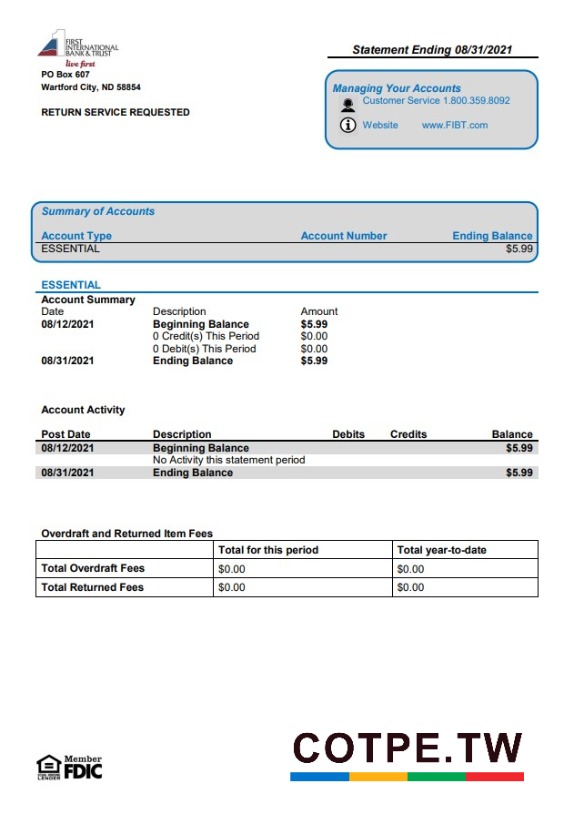 FIRST
INTERNATIONAL
BANK & TRUST
live first
PO Box 607
Wartford City, ND 58854
RETURN SERVICE REQUESTED
Statement Ending 08/31/2021
Managing Your Accounts
Customer Service 1.800.359.8092
Website www.FIBT.com
Summary of Accounts
Account Type Account Number Ending Balance
ESSENTIAL $5.99
ESSENTIAL
Account Summary
Date Description Amount
08/12/2021 Beginning Balance $5.99
0 Credit(s) This Period $0.00
0 Debit(s) This Period $0.00
08/31/2021 Ending Balance $5.99
Account Activity
Post Date Description Debits Credits Balance
08/12/2021 Beginning Balance $5.99
No Activity this statement period
08/31/2021 Ending Balance $5.99
Overdraft and Returned Item Fees
Total for this period Total year-to-date
Total Overdraft Fees $0.00 $0.00
Total Returned Fees $0.00 $0.00
Member
FDIC
COTPE.TW